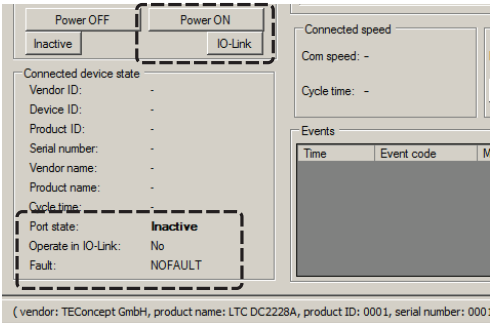 Power OFF
Power ON
Inactive
IO-Link
Connected device state
Vendor ID: -
Device ID: -
Product ID: -
Serial number: -
Vendor name: -
Product name: -
Cycle time: -
Port state: Inactive
Operate in IO-Link: No
Fault: NOFAULT
Connected speed
Com speed: -
Cycle time: -
Events
Time Event code M
( vendor: TEConcept GmbH, product name: LTC DC2228A, product ID: 0001, serial number: 0001